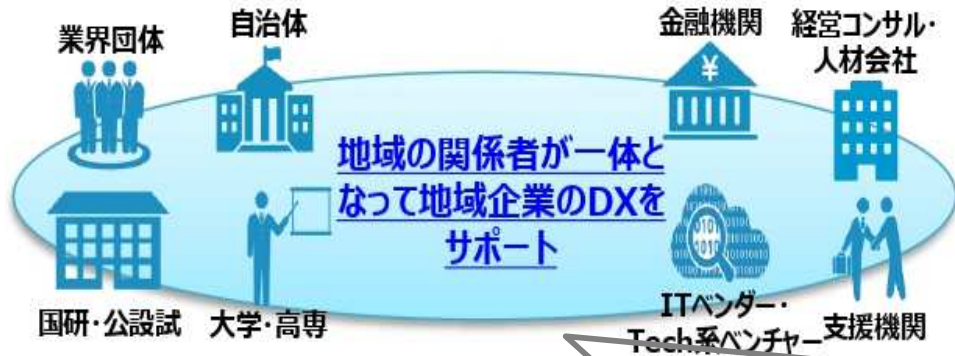 業界団体
自治体
金融機関
経営コンサル・
人材会社
¥
地域の関係者が一体と
なって地域企業のDXを
サポート
国研・公設試
大学・高専
ITベンダー・
Tech系ベンチャー
支援機関